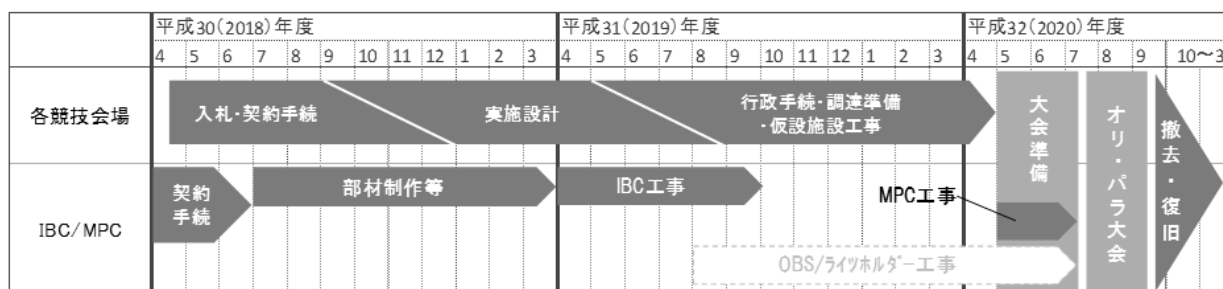 平成30(2018)年度 平成31(2019)年度 平成32(2020)年度
4 5 6 7 8 9 10 11 12 1 2 3 4 5 6 7 8 9 10 11 12 1 2 3 4 5 6 7 8 9 10～3
各競技会場
入札・契約手続
実施設計
行政手続・調達準備
・仮設施設工事
大会準備
オリ・パラ大会
撤去・復旧
IBC/MPC
契約
手続
部材制作等
IBC工事
MPC工事
OBS/ライツホルダー工事